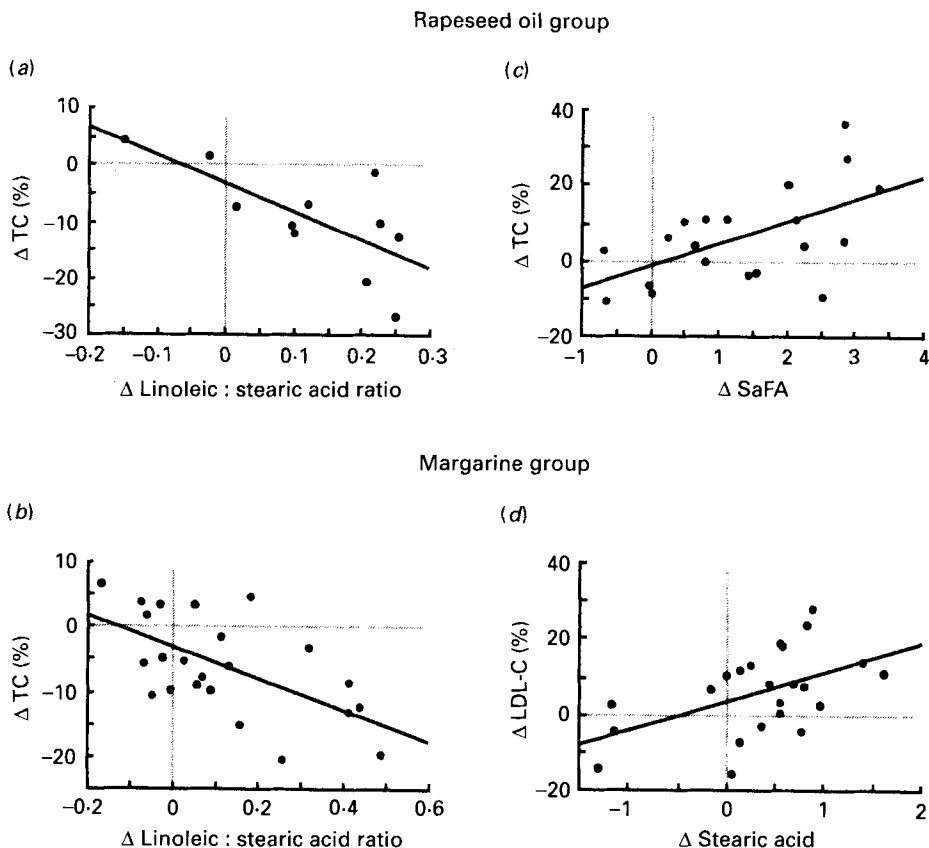 Rapeseed oil group
(a)
10
0
−10
−20
−30
Δ TC (%)
−0.2 −0.1 0 0·1 0·2 0·3
Δ Linoleic : stearic acid ratio
(c)
40
20
0
−20
Δ TC (%)
−1 0 1 2 3 4
Δ SaFA
Margarine group
(b)
10
0
−10
−20
Δ TC (%)
−0.2 0 0.2 0.4 0.6
Δ Linoleic : stearic acid ratio
(d)
40
20
0
−20
Δ LDL-C (%)
−1 0 1 2
Δ Stearic acid